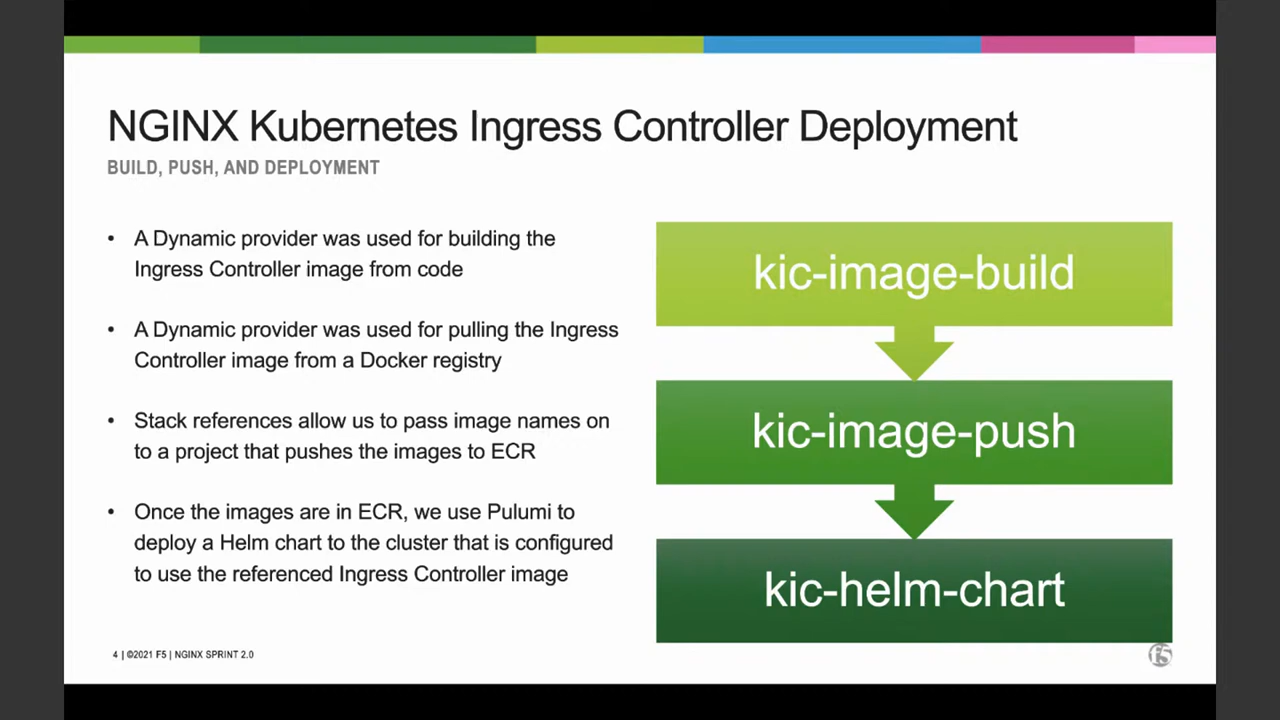 NGINX Kubernetes Ingress Controller Deployment
BUILD, PUSH, AND DEPLOYMENT
• A Dynamic provider was used for building the
Ingress Controller image from code
• A Dynamic provider was used for pulling the Ingress
Controller image from a Docker registry
• Stack references allow us to pass image names on
to a project that pushes the images to ECR
• Once the images are in ECR, we use Pulumi to
deploy a Helm chart to the cluster that is configured
to use the referenced Ingress Controller image
kic-image-build
kic-image-push
kic-helm-chart
4 | ©2021 F5 | NGINX SPRINT 2.0
f5